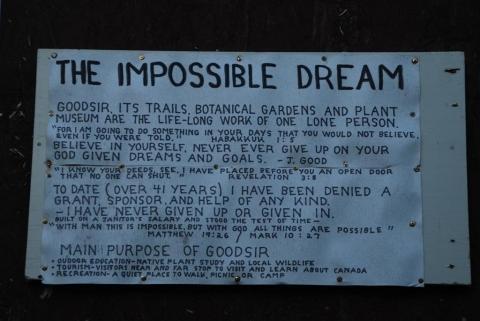 THE IMPOSSIBLE DREAM
GOODSIR, ITS TRAILS, BOTANICAL GARDENS AND PLANT
MUSEUM ARE THE LIFE-LONG WORK OF ONE LONE PERSON.
"FOR I AM GOING TO DO SOMETHING IN YOUR DAYS THAT YOU WOULD NOT BELIEVE,
EVEN IF YOU WERE TOLD." HABAKKUK 1:5
BELIEVE IN YOURSELF, NEVER EVER GIVE UP ON YOUR
GOD GIVEN DREAMS AND GOALS. - J. GOOD
"I KNOW YOUR DEEDS, SEE, I HAVE PLACED BEFORE YOU AN OPEN DOOR
THAT NO ONE CAN SHUT." REVELATION 3:8
TO DATE (OVER 41 YEARS) I HAVE BEEN DENIED A
GRANT, SPONSOR, AND HELP OF ANY KIND.
- I HAVE NEVER GIVEN UP OR GIVEN IN.
BUILT ON A JANITOR'S SALARY AND STOOD THE TEST OF TIME-
"WITH MAN THIS IS IMPOSSIBLE, BUT WITH GOD ALL THINGS ARE POSSIBLE"
MATTHEW 19:26 / MARK 10:27
MAIN PURPOSE OF GOODSIR
• OUTDOOR EDUCATION-NATIVE PLANT STUDY AND LOCAL WILDLIFE
• TOURISM-VISITORS NEAR AND FAR STOP TO VISIT AND LEARN ABOUT CANADA
• RECREATION- A QUIET PLACE TO WALK, PICNIC OR CAMP